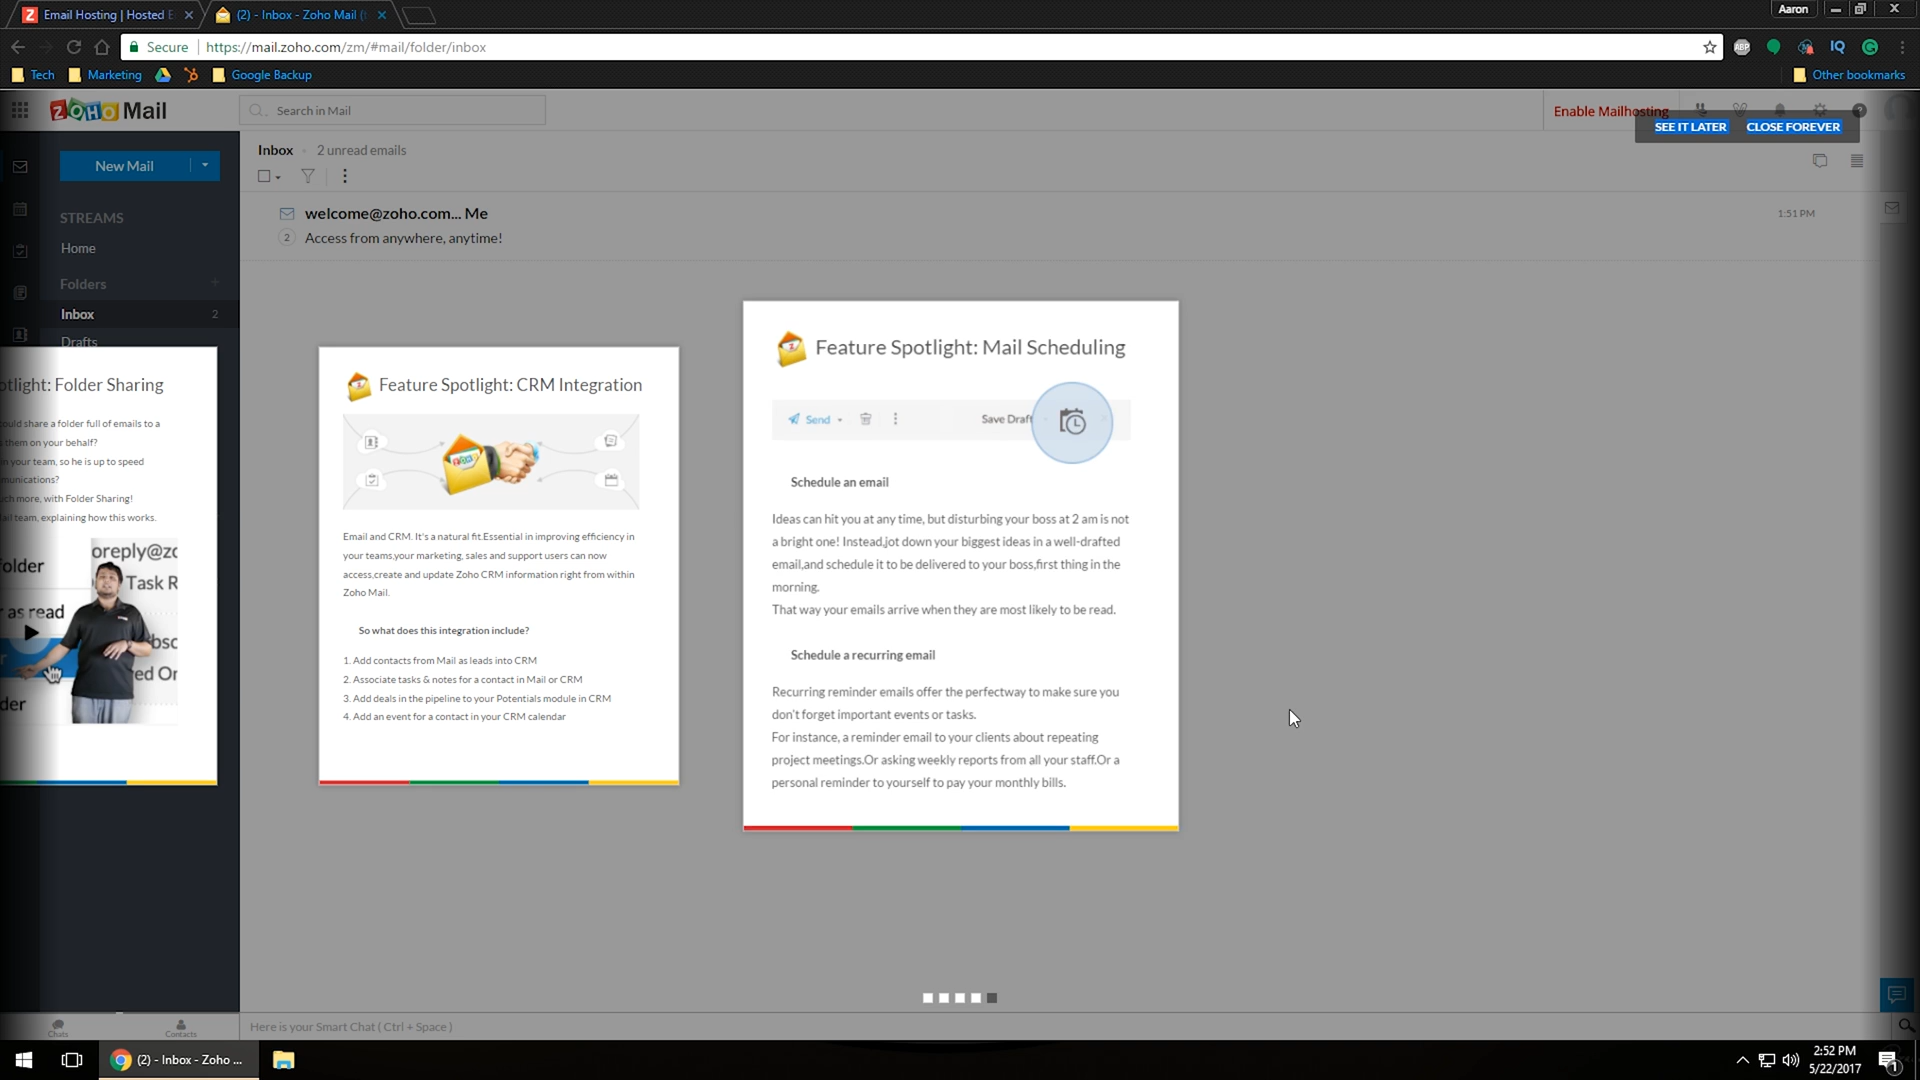 Email Hosting | Hosted E
(2) - Inbox - Zoho Mail (
Aaron
Secure
https://mail.zoho.com/zm/#mail/folder/inbox
ABP
IQ
Tech
Marketing
Google Backup
Other bookmarks
ZOHO Mail
Search in Mail
Enable Mailhosting
SEE IT LATER
CLOSE FOREVER
New Mail
Inbox
2 unread emails
STREAMS
Home
Folders
Inbox
2
Drafts
welcome@zoho.com... Me
1:51 PM
2
Access from anywhere, anytime!
otlight: Folder Sharing
ould share a folder full of emails to a
them on your behalf?
n your team, so he is up to speed
munications?
uch more, with Folder Sharing!
ail team, explaining how this works.
oreply@zo
older
Task R
as read
bsc
ed Or
der
Feature Spotlight: CRM Integration
Email and CRM. It's a natural fit.Essential in improving efficiency in
your teams,your marketing, sales and support users can now
access,create and update Zoho CRM information right from within
Zoho Mail.
So what does this integration include?
1. Add contacts from Mail as leads into CRM
2. Associate tasks & notes for a contact in Mail or CRM
3. Add deals in the pipeline to your Potentials module in CRM
4. Add an event for a contact in your CRM calendar
Feature Spotlight: Mail Scheduling
Send
Save Draft
Schedule an email
Ideas can hit you at any time, but disturbing your boss at 2 am is not
a bright one! Instead,jot down your biggest ideas in a well-drafted
email,and schedule it to be delivered to your boss,first thing in the
morning.
That way your emails arrive when they are most likely to be read.
Schedule a recurring email
Recurring reminder emails offer the perfectway to make sure you
don't forget important events or tasks.
For instance, a reminder email to your clients about repeating
project meetings.Or asking weekly reports from all your staff.Or a
personal reminder to yourself to pay your monthly bills.
Chats
Contacts
Here is your Smart Chat ( Ctrl + Space )
(2) - Inbox - Zoho ...
2:52 PM
5/22/2017
1